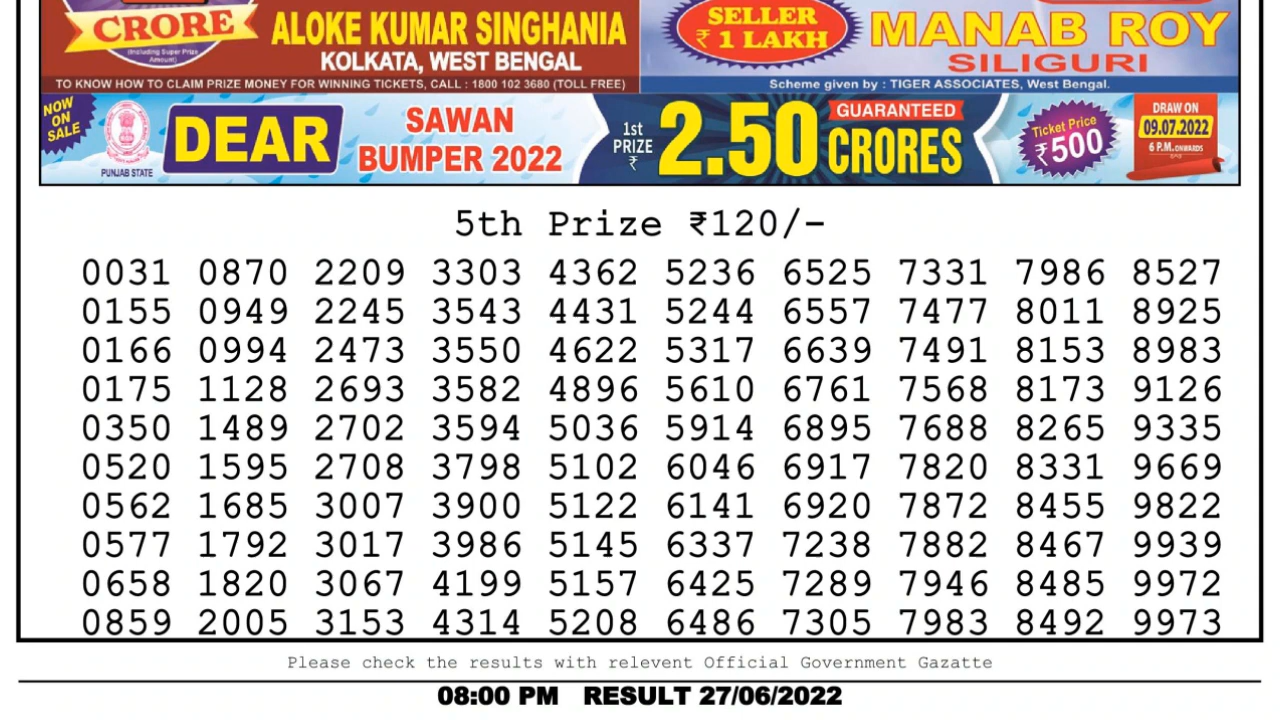 CRORE
(Including Super Prize
Amount)
ALOKE KUMAR SINGHANIA
KOLKATA, WEST BENGAL
TO KNOW HOW TO CLAIM PRIZE MONEY FOR WINNING TICKETS, CALL : 1800 102 3680 (TOLL FREE)
SELLER
₹ 1 LAKH
MANAB ROY
SILIGURI
Scheme given by : TIGER ASSOCIATES, West Bengal.
NOW
ON
SALE
PUNJAB STATE
DEAR
SAWAN
BUMPER 2022
1st
PRIZE
₹
2.50
GUARANTEED
CRORES
Ticket Price
₹500
DRAW ON
09.07.2022
6 P.M. ONWARDS
5th Prize ₹120/-
0031 0870 2209 3303 4362 5236 6525 7331 7986 8527
0155 0949 2245 3543 4431 5244 6557 7477 8011 8925
0166 0994 2473 3550 4622 5317 6639 7491 8153 8983
0175 1128 2693 3582 4896 5610 6761 7568 8173 9126
0350 1489 2702 3594 5036 5914 6895 7688 8265 9335
0520 1595 2708 3798 5102 6046 6917 7820 8331 9669
0562 1685 3007 3900 5122 6141 6920 7872 8455 9822
0577 1792 3017 3986 5145 6337 7238 7882 8467 9939
0658 1820 3067 4199 5157 6425 7289 7946 8485 9972
0859 2005 3153 4314 5208 6486 7305 7983 8492 9973
Please check the results with relevent Official Government Gazatte
08:00 PM RESULT 27/06/2022